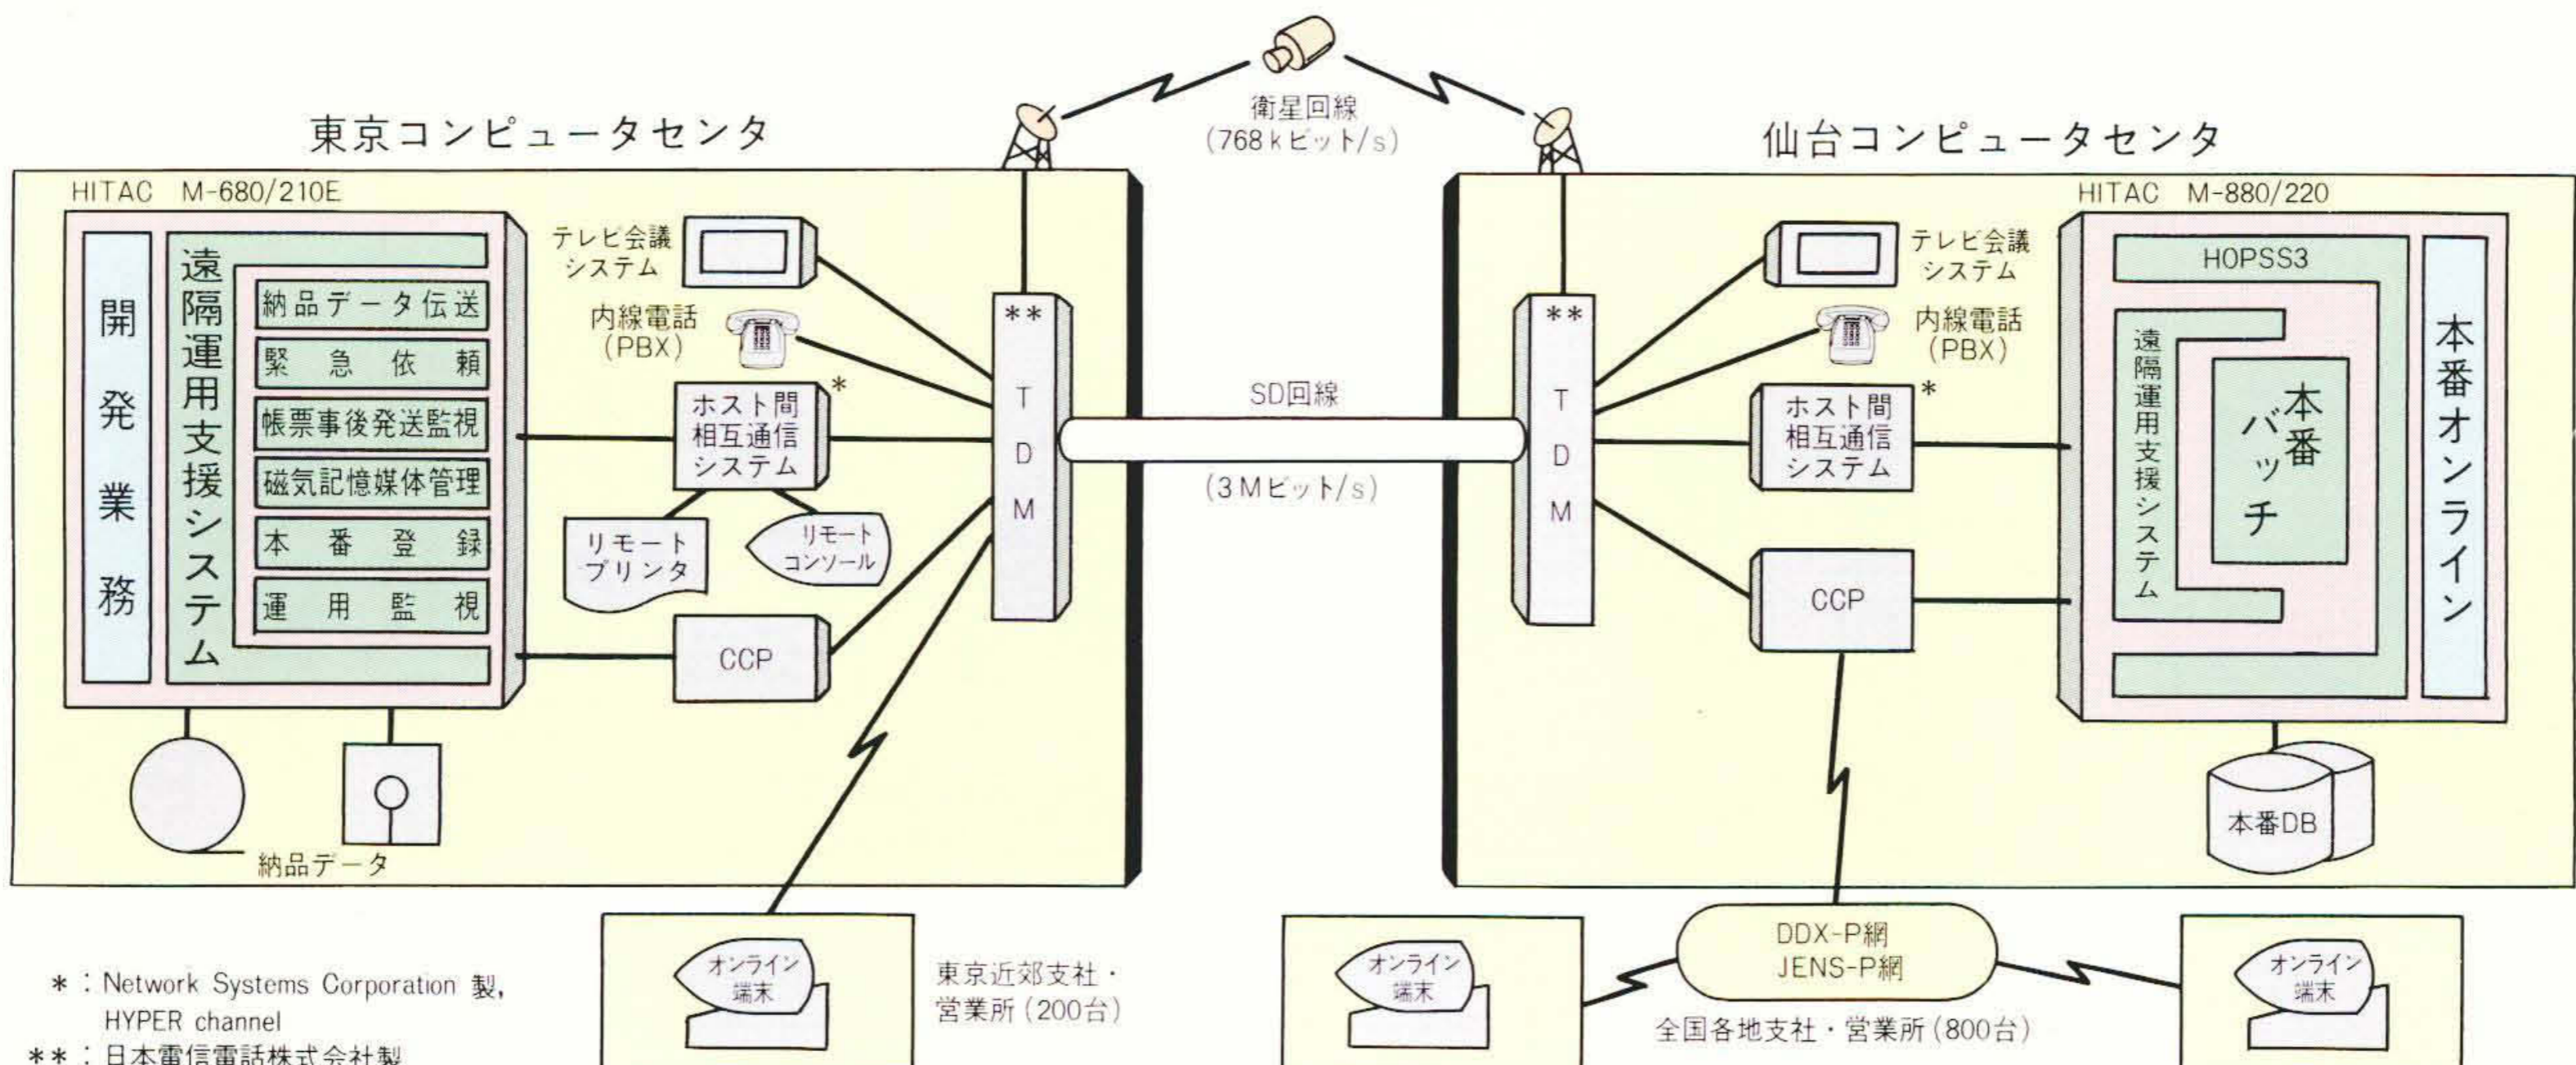 衛星回線
(768kビット/s)
東京コンピュータセンタ
仙台コンピュータセンタ
HITAC M-680/210E
開発業務
遠隔運用支援システム
納品データ伝送
緊急依頼
帳票事後発送監視
磁気記憶媒体管理
本番登録
運用監視
テレビ会議
システム
内線電話
(PBX)
ホスト間
相互通信
システム
*
リモート
プリンタ
リモート
コンソール
CCP
**
TDM
納品データ
SD回線
(3Mビット/s)
**
TDM
テレビ会議
システム
内線電話
(PBX)
ホスト間
相互通信
システム
*
CCP
HITAC M-880/220
HOPSS3
遠隔運用支援システム
本番
バッチ
本番オンライン
本番DB
オンライン
端末
東京近郊支社・
営業所(200台)
オンライン
端末
DDX-P網
JENS-P網
全国各地支社・営業所(800台)
オンライン
端末
*:Network Systems Corporation 製,
HYPER channel
**:日本電信電話株式会社製